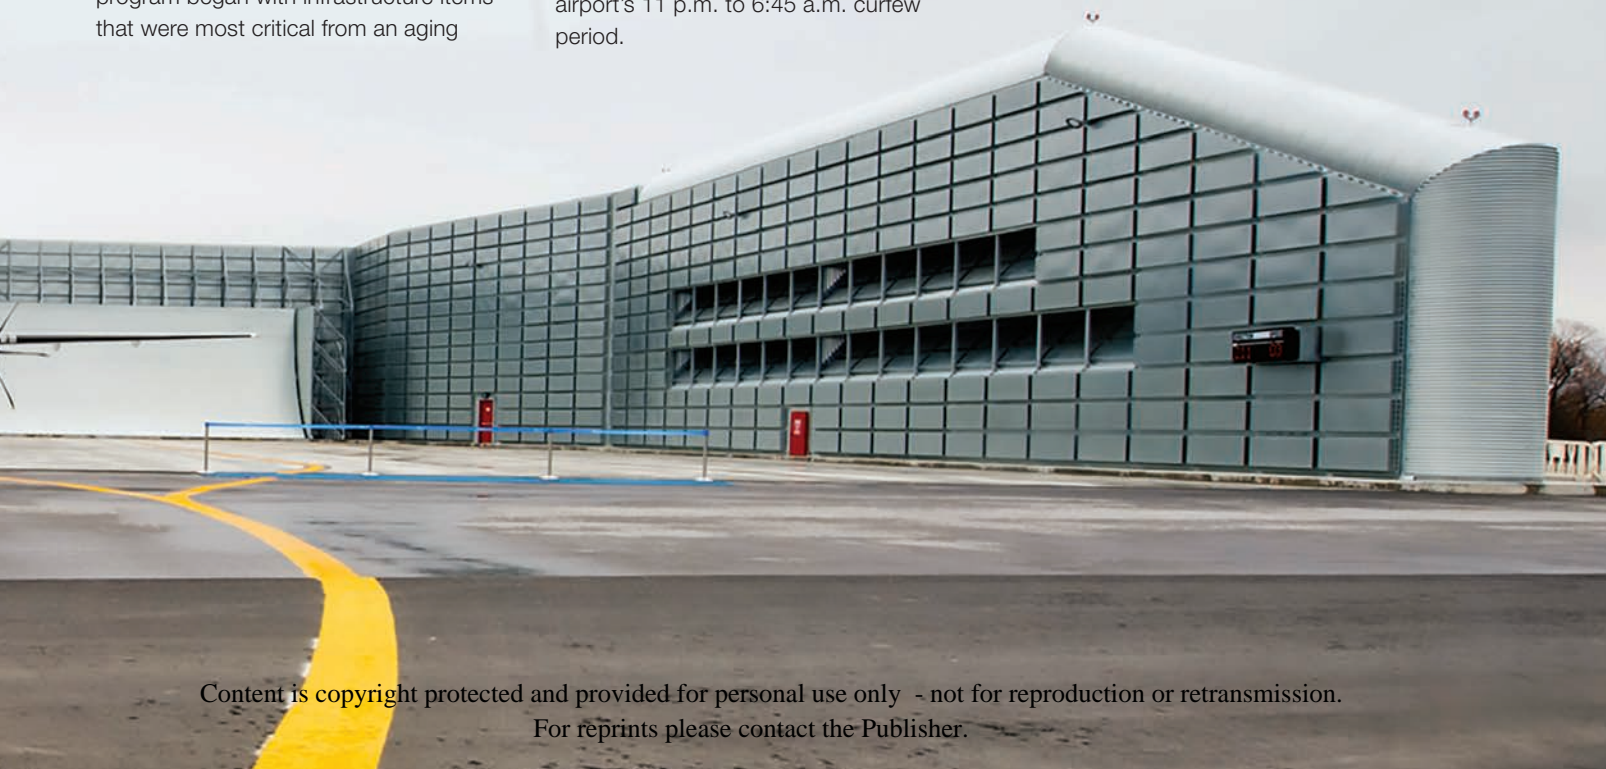 program began with infrastructure items
that were most critical from an aging
airport's 11 p.m. to 6:45 a.m. curfew
period.
Content is copyright protected and provided for personal use only - not for reproduction or retransmission.
For reprints please contact the Publisher.